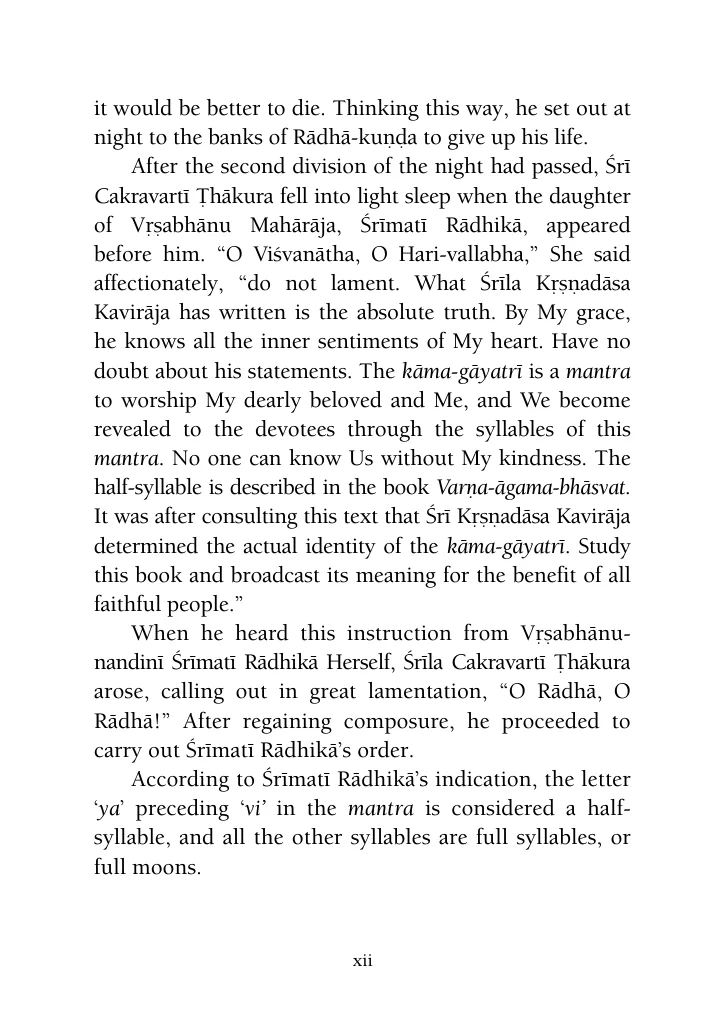 it would be better to die. Thinking this way, he set out at
night to the banks of Rādhā-kuṇḍa to give up his life.
After the second division of the night had passed, Śrī
Cakravartī Ṭhākura fell into light sleep when the daughter
of Vṛṣabhānu Mahārāja, Śrīmatī Rādhikā, appeared
before him. “O Viśvanātha, O Hari-vallabha,” She said
affectionately, “do not lament. What Śrīla Kṛṣṇadāsa
Kavirāja has written is the absolute truth. By My grace,
he knows all the inner sentiments of My heart. Have no
doubt about his statements. The kāma-gāyatrī is a mantra
to worship My dearly beloved and Me, and We become
revealed to the devotees through the syllables of this
mantra. No one can know Us without My kindness. The
half-syllable is described in the book Varṇa-āgama-bhāsvat.
It was after consulting this text that Śrī Kṛṣṇadāsa Kavirāja
determined the actual identity of the kāma-gāyatrī. Study
this book and broadcast its meaning for the benefit of all
faithful people.”
When he heard this instruction from Vṛṣabhānu-
nandinī Śrīmatī Rādhikā Herself, Śrīla Cakravartī Ṭhākura
arose, calling out in great lamentation, “O Rādhā, O
Rādhā!” After regaining composure, he proceeded to
carry out Śrīmatī Rādhikā’s order.
According to Śrīmatī Rādhikā’s indication, the letter
‘ya’ preceding ‘vi’ in the mantra is considered a half-
syllable, and all the other syllables are full syllables, or
full moons.
xii